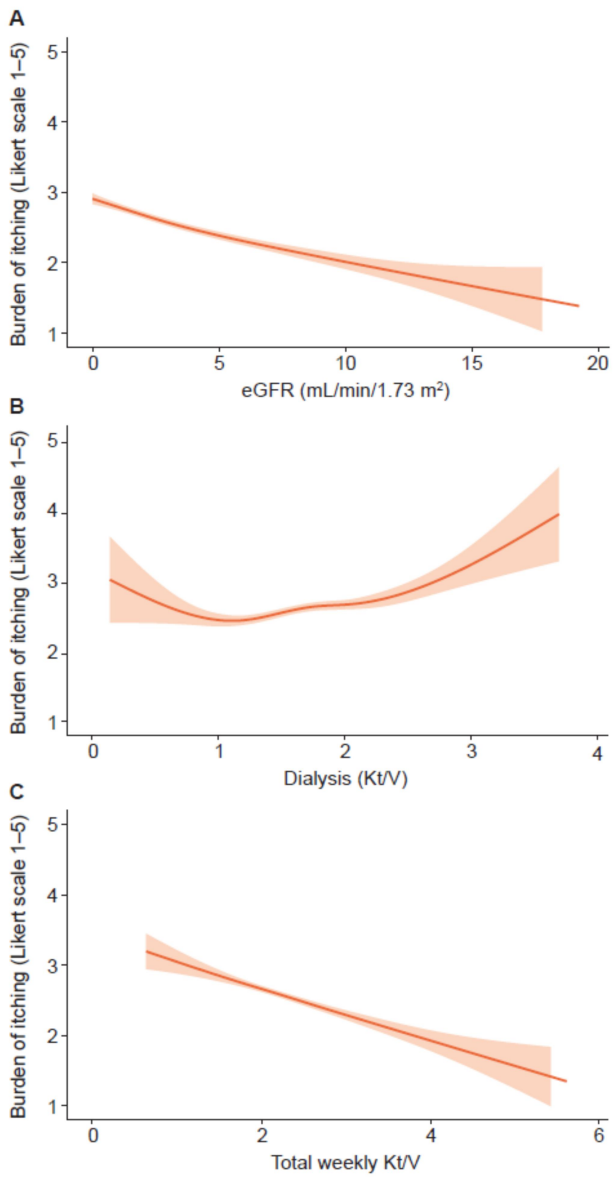 A
Burden of itching (Likert scale 1–5)
5
4
3
2
1
0 5 10 15 20
eGFR (mL/min/1.73 m²)
B
Burden of itching (Likert scale 1–5)
5
4
3
2
1
0 1 2 3 4
Dialysis (Kt/V)
C
Burden of itching (Likert scale 1–5)
5
4
3
2
1
0 2 4 6
Total weekly Kt/V